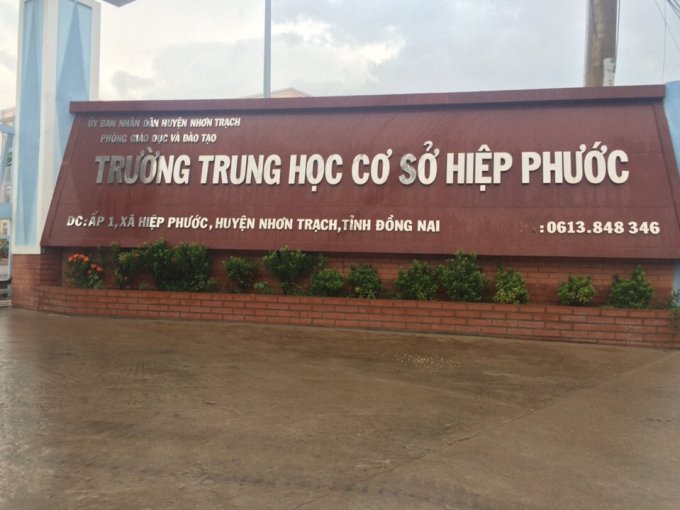 ỦY BAN NHÂN DÂN HUYỆN NHƠN TRẠCH
PHÒNG GIÁO DỤC VÀ ĐÀO TẠO
TRƯỜNG TRUNG HỌC CƠ SỞ HIỆP PHƯỚC
ĐC: ẤP 1, XÃ HIỆP PHƯỚC, HUYỆN NHƠN TRẠCH, TỈNH ĐỒNG NAI : 0613.848 346